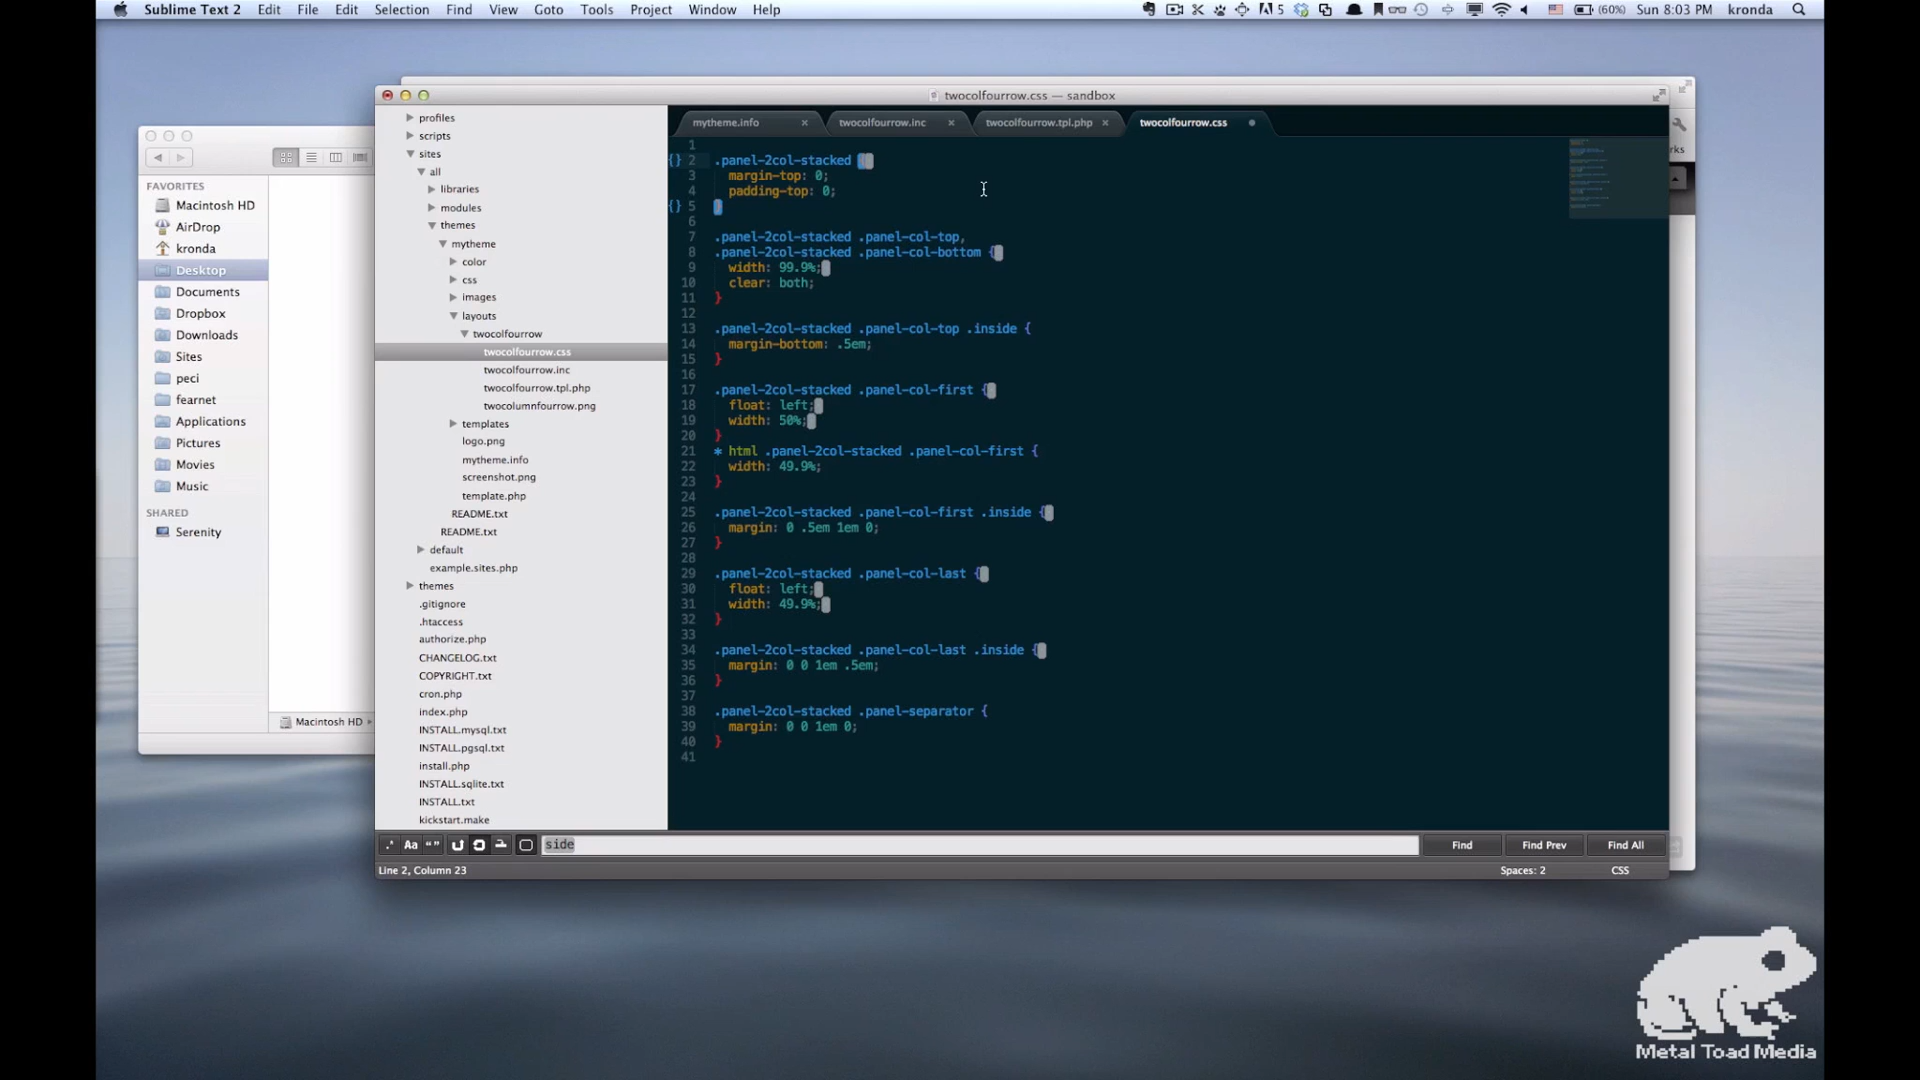 Sublime Text 2 Edit File Edit Selection Find View Goto Tools Project Window Help 5 (60%) Sun 8:03 PM kronda
twocolfourrow.css — sandbox
mytheme.info twocolfourrow.inc twocolfourrow.tpl.php twocolfourrow.css
FAVORITES
Macintosh HD
AirDrop
kronda
Desktop
Documents
Dropbox
Downloads
Sites
peci
fearnet
Applications
Pictures
Movies
Music
SHARED
Serenity
Macintosh HD
profiles
scripts
sites
all
libraries
modules
themes
mytheme
color
css
images
layouts
twocolfourrow
twocolfourrow.css
twocolfourrow.inc
twocolfourrow.tpl.php
twocolumnfourrow.png
templates
logo.png
mytheme.info
screenshot.png
template.php
README.txt
README.txt
default
example.sites.php
themes
.gitignore
.htaccess
authorize.php
CHANGELOG.txt
COPYRIGHT.txt
cron.php
index.php
INSTALL.mysql.txt
INSTALL.pgsql.txt
install.php
INSTALL.sqlite.txt
INSTALL.txt
kickstart.make
1
{} 2 .panel-2col-stacked {
3 margin-top: 0;
4 padding-top: 0;
{} 5 }
6
7 .panel-2col-stacked .panel-col-top,
8 .panel-2col-stacked .panel-col-bottom {
9 width: 99.9%;
10 clear: both;
11 }
12
13 .panel-2col-stacked .panel-col-top .inside {
14 margin-bottom: .5em;
15 }
16
17 .panel-2col-stacked .panel-col-first {
18 float: left;
19 width: 50%;
20 }
21 * html .panel-2col-stacked .panel-col-first {
22 width: 49.9%;
23 }
24
25 .panel-2col-stacked .panel-col-first .inside {
26 margin: 0 .5em 1em 0;
27 }
28
29 .panel-2col-stacked .panel-col-last {
30 float: left;
31 width: 49.9%;
32 }
33
34 .panel-2col-stacked .panel-col-last .inside {
35 margin: 0 0 1em .5em;
36 }
37
38 .panel-2col-stacked .panel-separator {
39 margin: 0 0 1em 0;
40 }
41
.* Aa “” side Find Find Prev Find All
Line 2, Column 23 Spaces: 2 CSS
Metal Toad Media